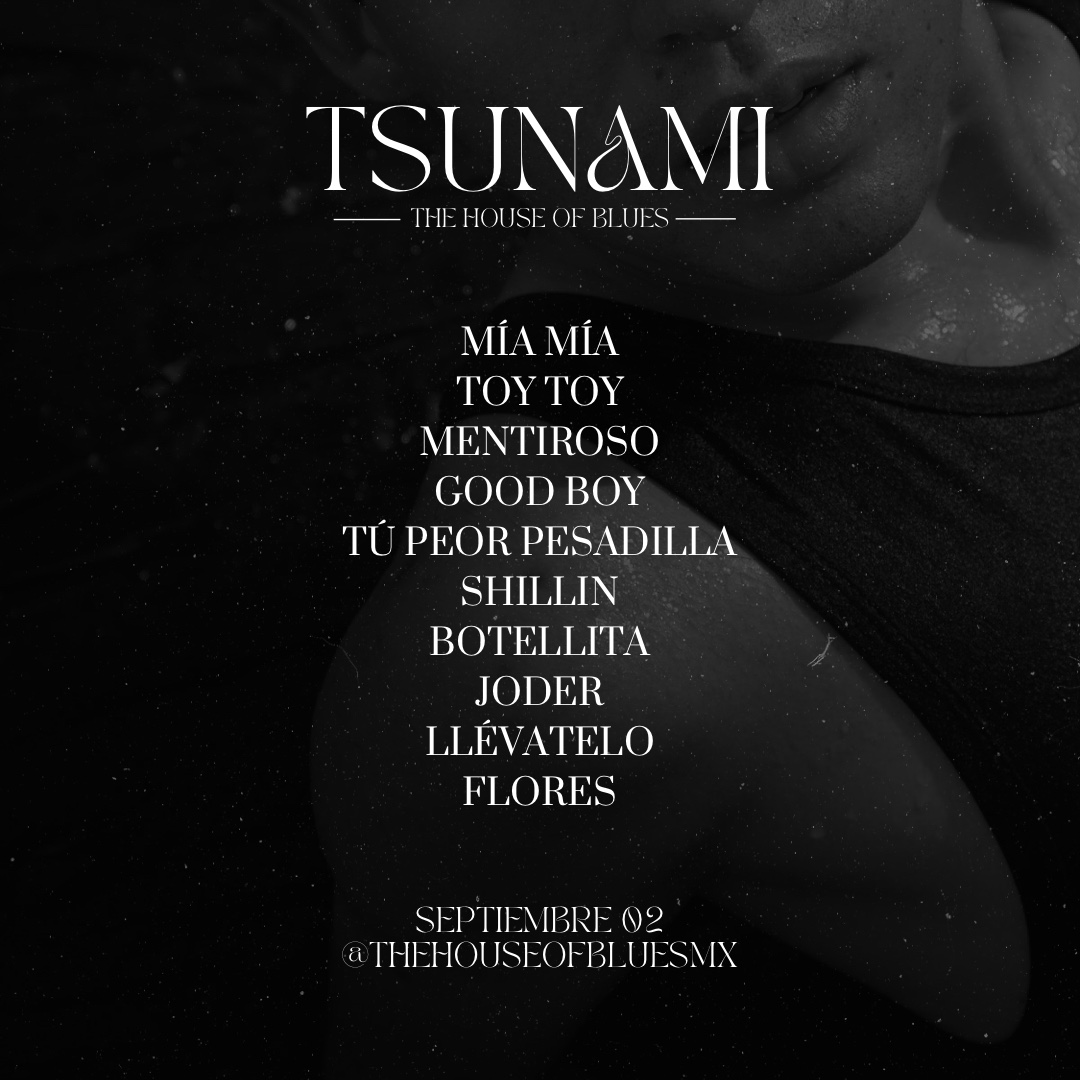 TSUNAMI
THE HOUSE OF BLUES
MÍA MÍA
TOY TOY
MENTIROSO
GOOD BOY
TÚ PEOR PESADILLA
SHILLIN
BOTELLITA
JODER
LLÉVATELO
FLORES
SEPTIEMBRE 02
@THEHOUSEOFBLUESMX